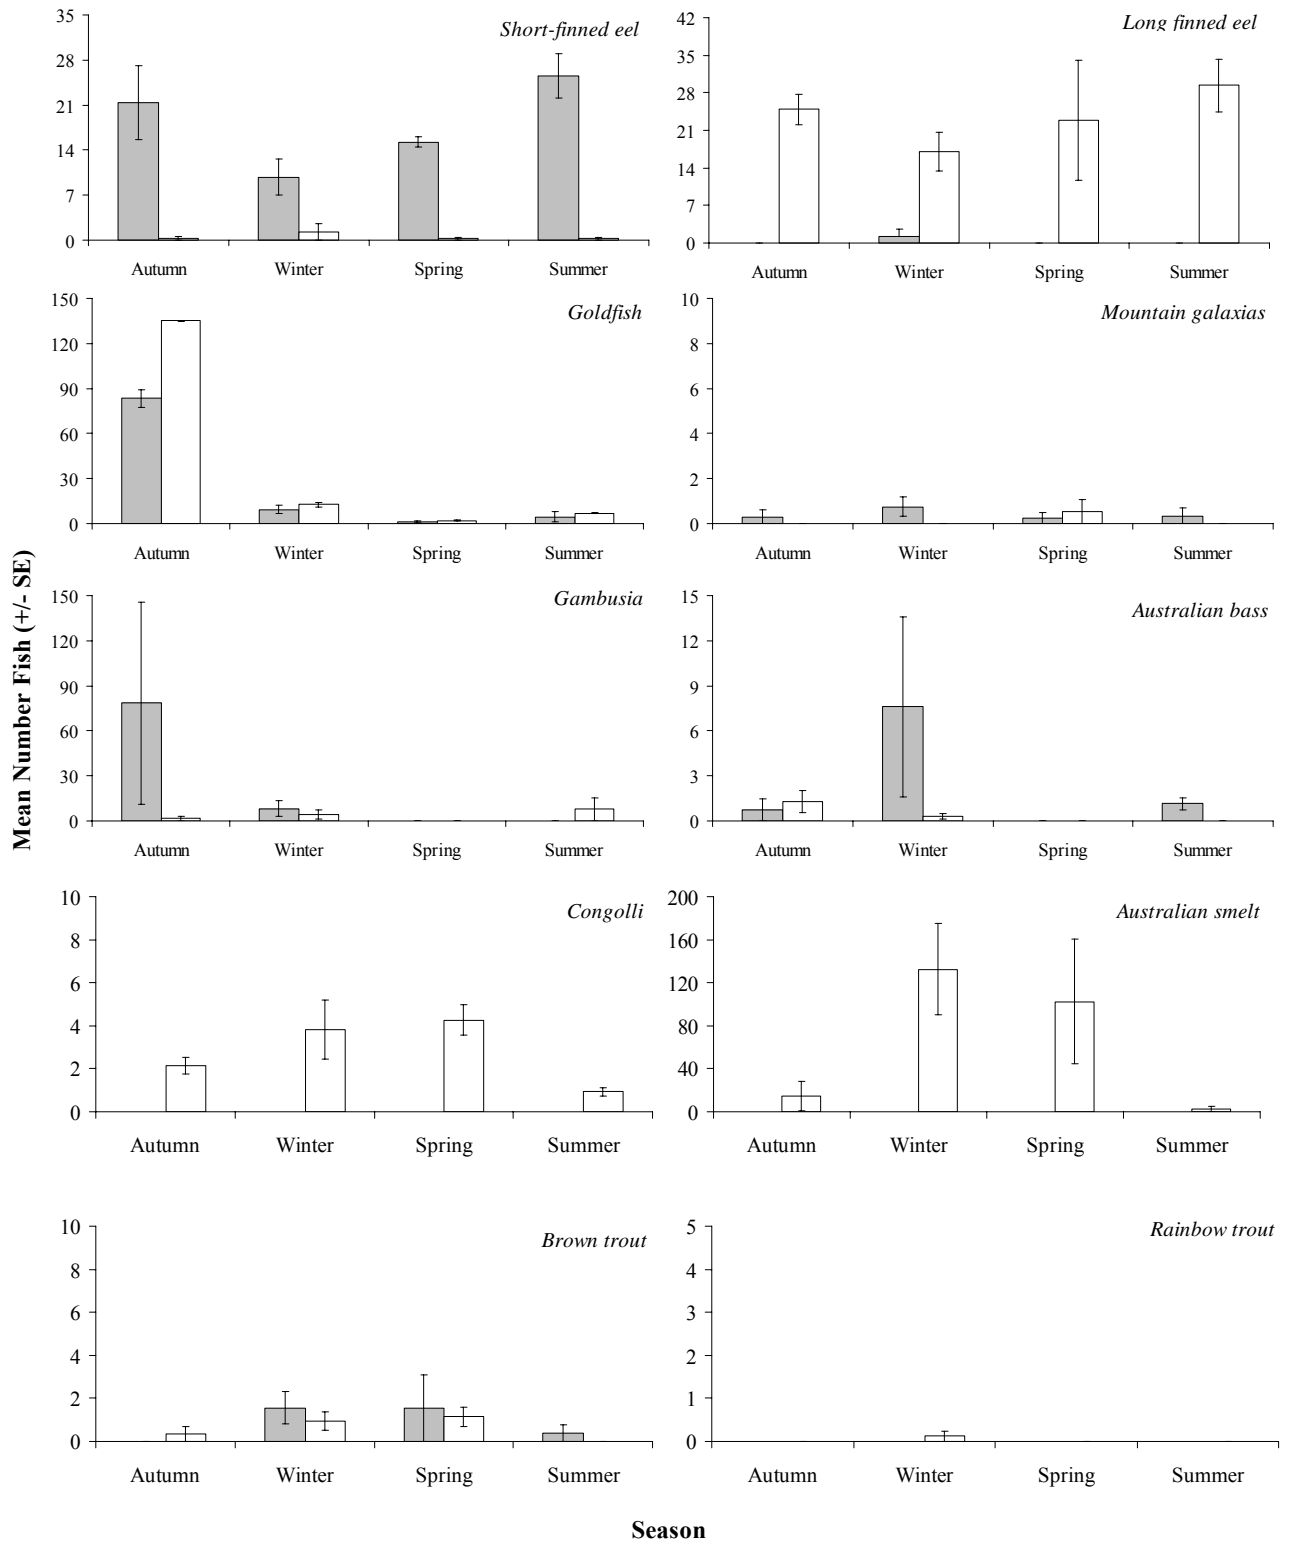 Short-finned eel
35
28
21
14
7
0
Autumn Winter Spring Summer
Long finned eel
42
35
28
21
14
7
0
Autumn Winter Spring Summer
Goldfish
150
120
90
60
30
0
Autumn Winter Spring Summer
Mountain galaxias
10
8
6
4
2
0
Autumn Winter Spring Summer
Mean Number Fish (+/- SE)
Gambusia
150
120
90
60
30
0
Autumn Winter Spring Summer
Australian bass
15
12
9
6
3
0
Autumn Winter Spring Summer
Congolli
10
8
6
4
2
0
Autumn Winter Spring Summer
Australian smelt
200
160
120
80
40
0
Autumn Winter Spring Summer
Brown trout
10
8
6
4
2
0
Autumn Winter Spring Summer
Rainbow trout
5
4
3
2
1
0
Autumn Winter Spring Summer
Season